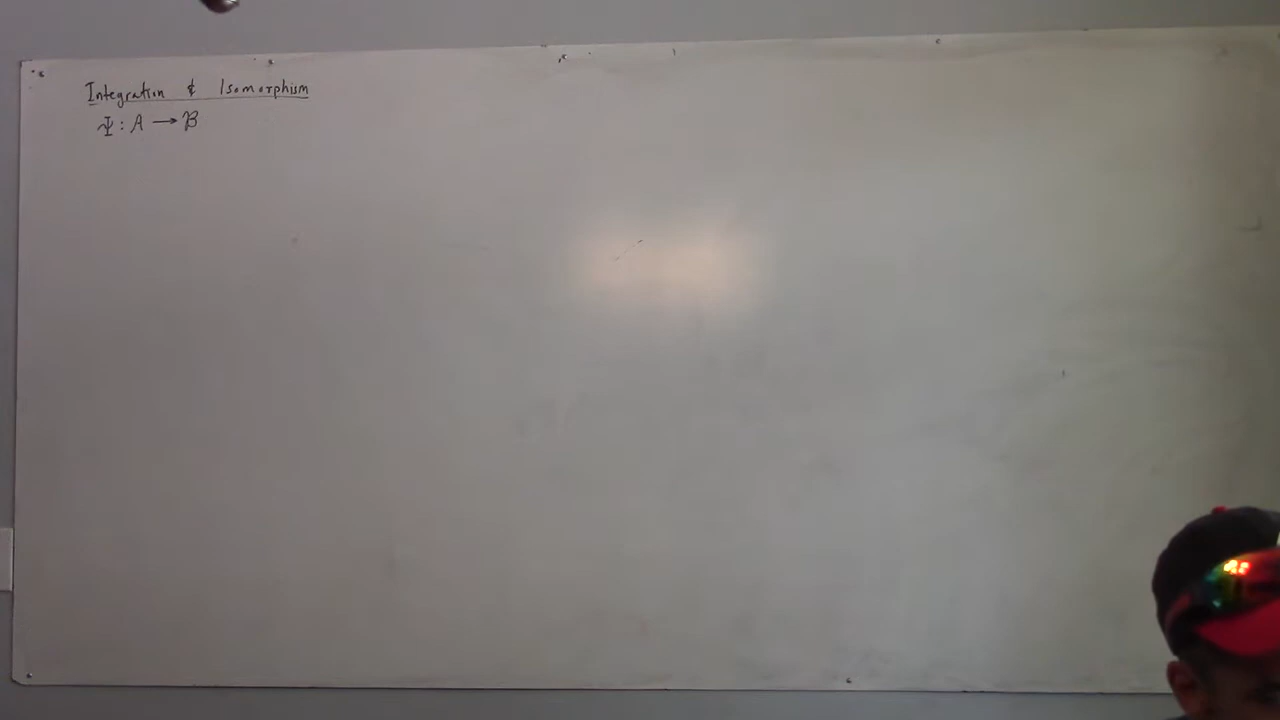 Integration & Isomorphism
Ψ : A → B